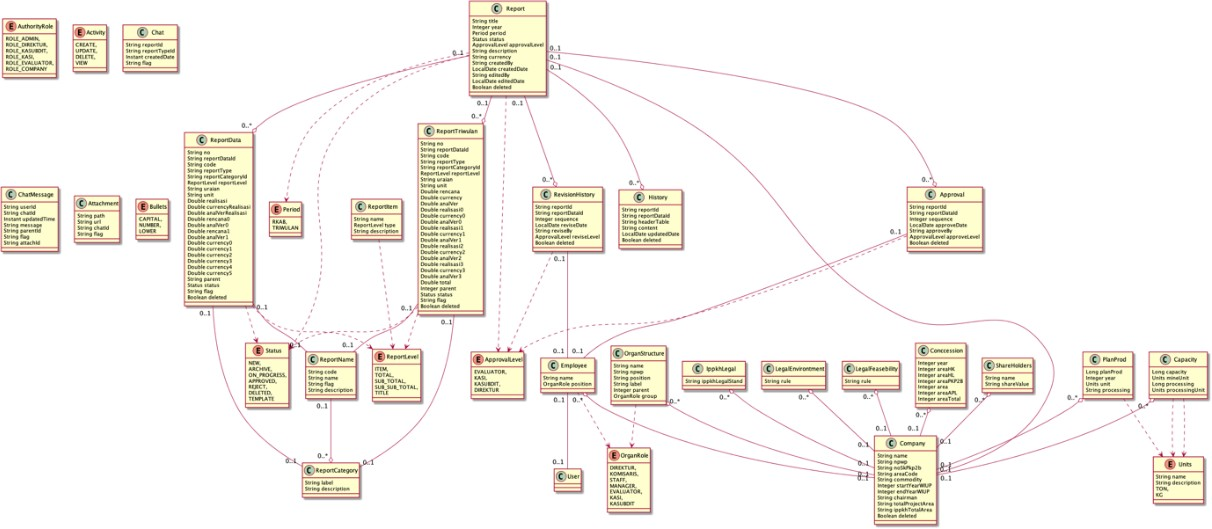 Report
String title
Integer year
Period period
Status status
ApprovalLevel approvalLevel
String description
String currency
String createdBy
LocalDate createdDate
String editedBy
LocalDate editedDate
Boolean deleted
AuthorityRole
ROLE_ADMIN,
ROLE_DIREKTUR,
ROLE_KASUBDIT,
ROLE_KASI,
ROLE_EVALUATOR,
ROLE_COMPANY
Activity
CREATE,
UPDATE,
DELETE,
VIEW
Chat
String reportId
String reportTypeId
Instant createdDate
String flag
ReportData
String no
String reportDataId
String code
String reportType
String reportCategoryId
ReportLevel reportLevel
String uraian
String unit
Double realisasi
Double currencyRealisasi
Double analVerRealisasi
Double rencana0
Double analVer0
Double rencana1
Double analVer1
Double currency0
Double currency1
Double currency2
Double currency3
Double currency4
Double currency5
String parent
Status status
String flag
Boolean deleted
ReportTriwulan
String no
String reportDataId
String code
String reportType
String reportCategoryId
ReportLevel reportLevel
String uraian
String unit
Double rencana
Double currency
Double analVer
Double realisasi0
Double currency0
Double analVer0
Double realisasi1
Double currency1
Double analVer1
Double realisasi2
Double currency2
Double analVer2
Double realisasi3
Double currency3
Double analVer3
Double total
Integer parent
Status status
String flag
Boolean deleted
ChatMessage
String userId
String chatId
Instant updatedTime
String message
String parentId
String flag
String attachId
Attachment
String path
String url
String chatId
String flag
Bullets
CAPITAL,
NUMBER,
LOWER
Period
RKAB,
TRIWULAN
ReportItem
String name
ReportLevel type
String description
RevisionHistory
String reportId
String reportDataId
Integer sequence
LocalDate reviseDate
String reviseBy
ApprovalLevel reviseLevel
Boolean deleted
History
String reportId
String reportDataId
String headerTable
String content
LocalDate updatedDate
Boolean deleted
Approval
String reportId
String reportDataId
Integer sequence
LocalDate approveDate
String approveBy
ApprovalLevel approveLevel
Boolean deleted
Status
NEW,
ARCHIVE,
ON_PROGRESS,
APPROVED,
REJECT,
DELETED,
TEMPLATE
ReportName
String code
String name
String flag
String description
ReportLevel
ITEM,
TOTAL,
SUB_TOTAL,
SUB_SUB_TOTAL,
TITLE
ApprovalLevel
EVALUATOR,
KASI,
KASUBDIT,
DIREKTUR
Employee
String name
OrganRole position
OrganStructure
String name
String npwp
String position
String label
Integer parent
OrganRole group
IppkhLegal
String ippkhLegalStand
LegalEnvirontment
String rule
LegalFeasebility
String rule
Conccession
Integer year
Integer areaHK
Integer areaHL
Integer areaPKP2B
Integer area
Integer areaAPL
Integer areaTotal
ShareHolders
String name
String shareValue
PlanProd
Long planProd
Integer year
Units unit
String processing
Capacity
Long capacity
Units mineUnit
Long processing
Units processingUnit
ReportCategory
String label
String description
User
OrganRole
DIREKTUR,
KOMISARIS,
STAFF,
MANAGER,
EVALUATOR,
KASI,
KASUBDIT
Company
String name
String npwp
String noSkPkp2b
String areaCode
String commodity
Integer startYearWIUP
Integer endYearWIUP
String chairman
String totalProjectArea
String ippkhTotalArea
Boolean deleted
Units
String name
String description
TON,
KG